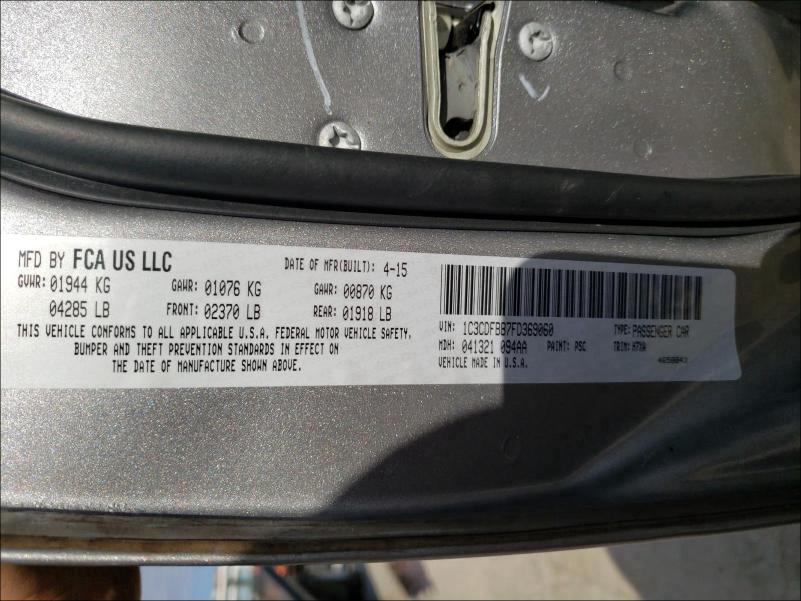 MFD BY FCA US LLC DATE OF MFR(BUILT): 4-15
GVWR: 01944 KG GAWR: 01076 KG GAWR: 00870 KG
04285 LB FRONT: 02370 LB REAR: 01918 LB
THIS VEHICLE CONFORMS TO ALL APPLICABLE U.S.A. FEDERAL MOTOR VEHICLE SAFETY,
BUMPER AND THEFT PREVENTION STANDARDS IN EFFECT ON
THE DATE OF MANUFACTURE SHOWN ABOVE.
VIN: 1C3CDFBB7FD369060 TYPE: PASSENGER CAR
MDH: 041321 094AA PAINT: PSC TRIM: H7XA
VEHICLE MADE IN U.S.A.